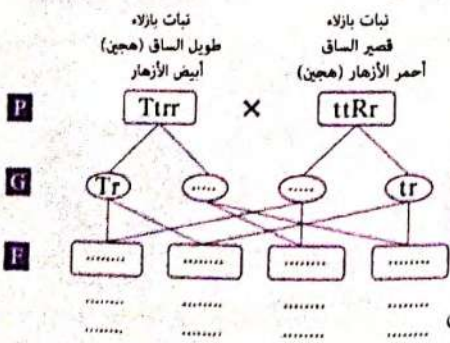 نبات بازلاء
طويل الساق (هجين)
أبيض الأزهار
نبات بازلاء
قصير الساق
أحمر الأزهار (هجين)
P Ttrr × ttRr
G Tr ..... ..... tr
F ........ ........ ........ ........
........ ........ ........ ........
........ ........ ........ ........